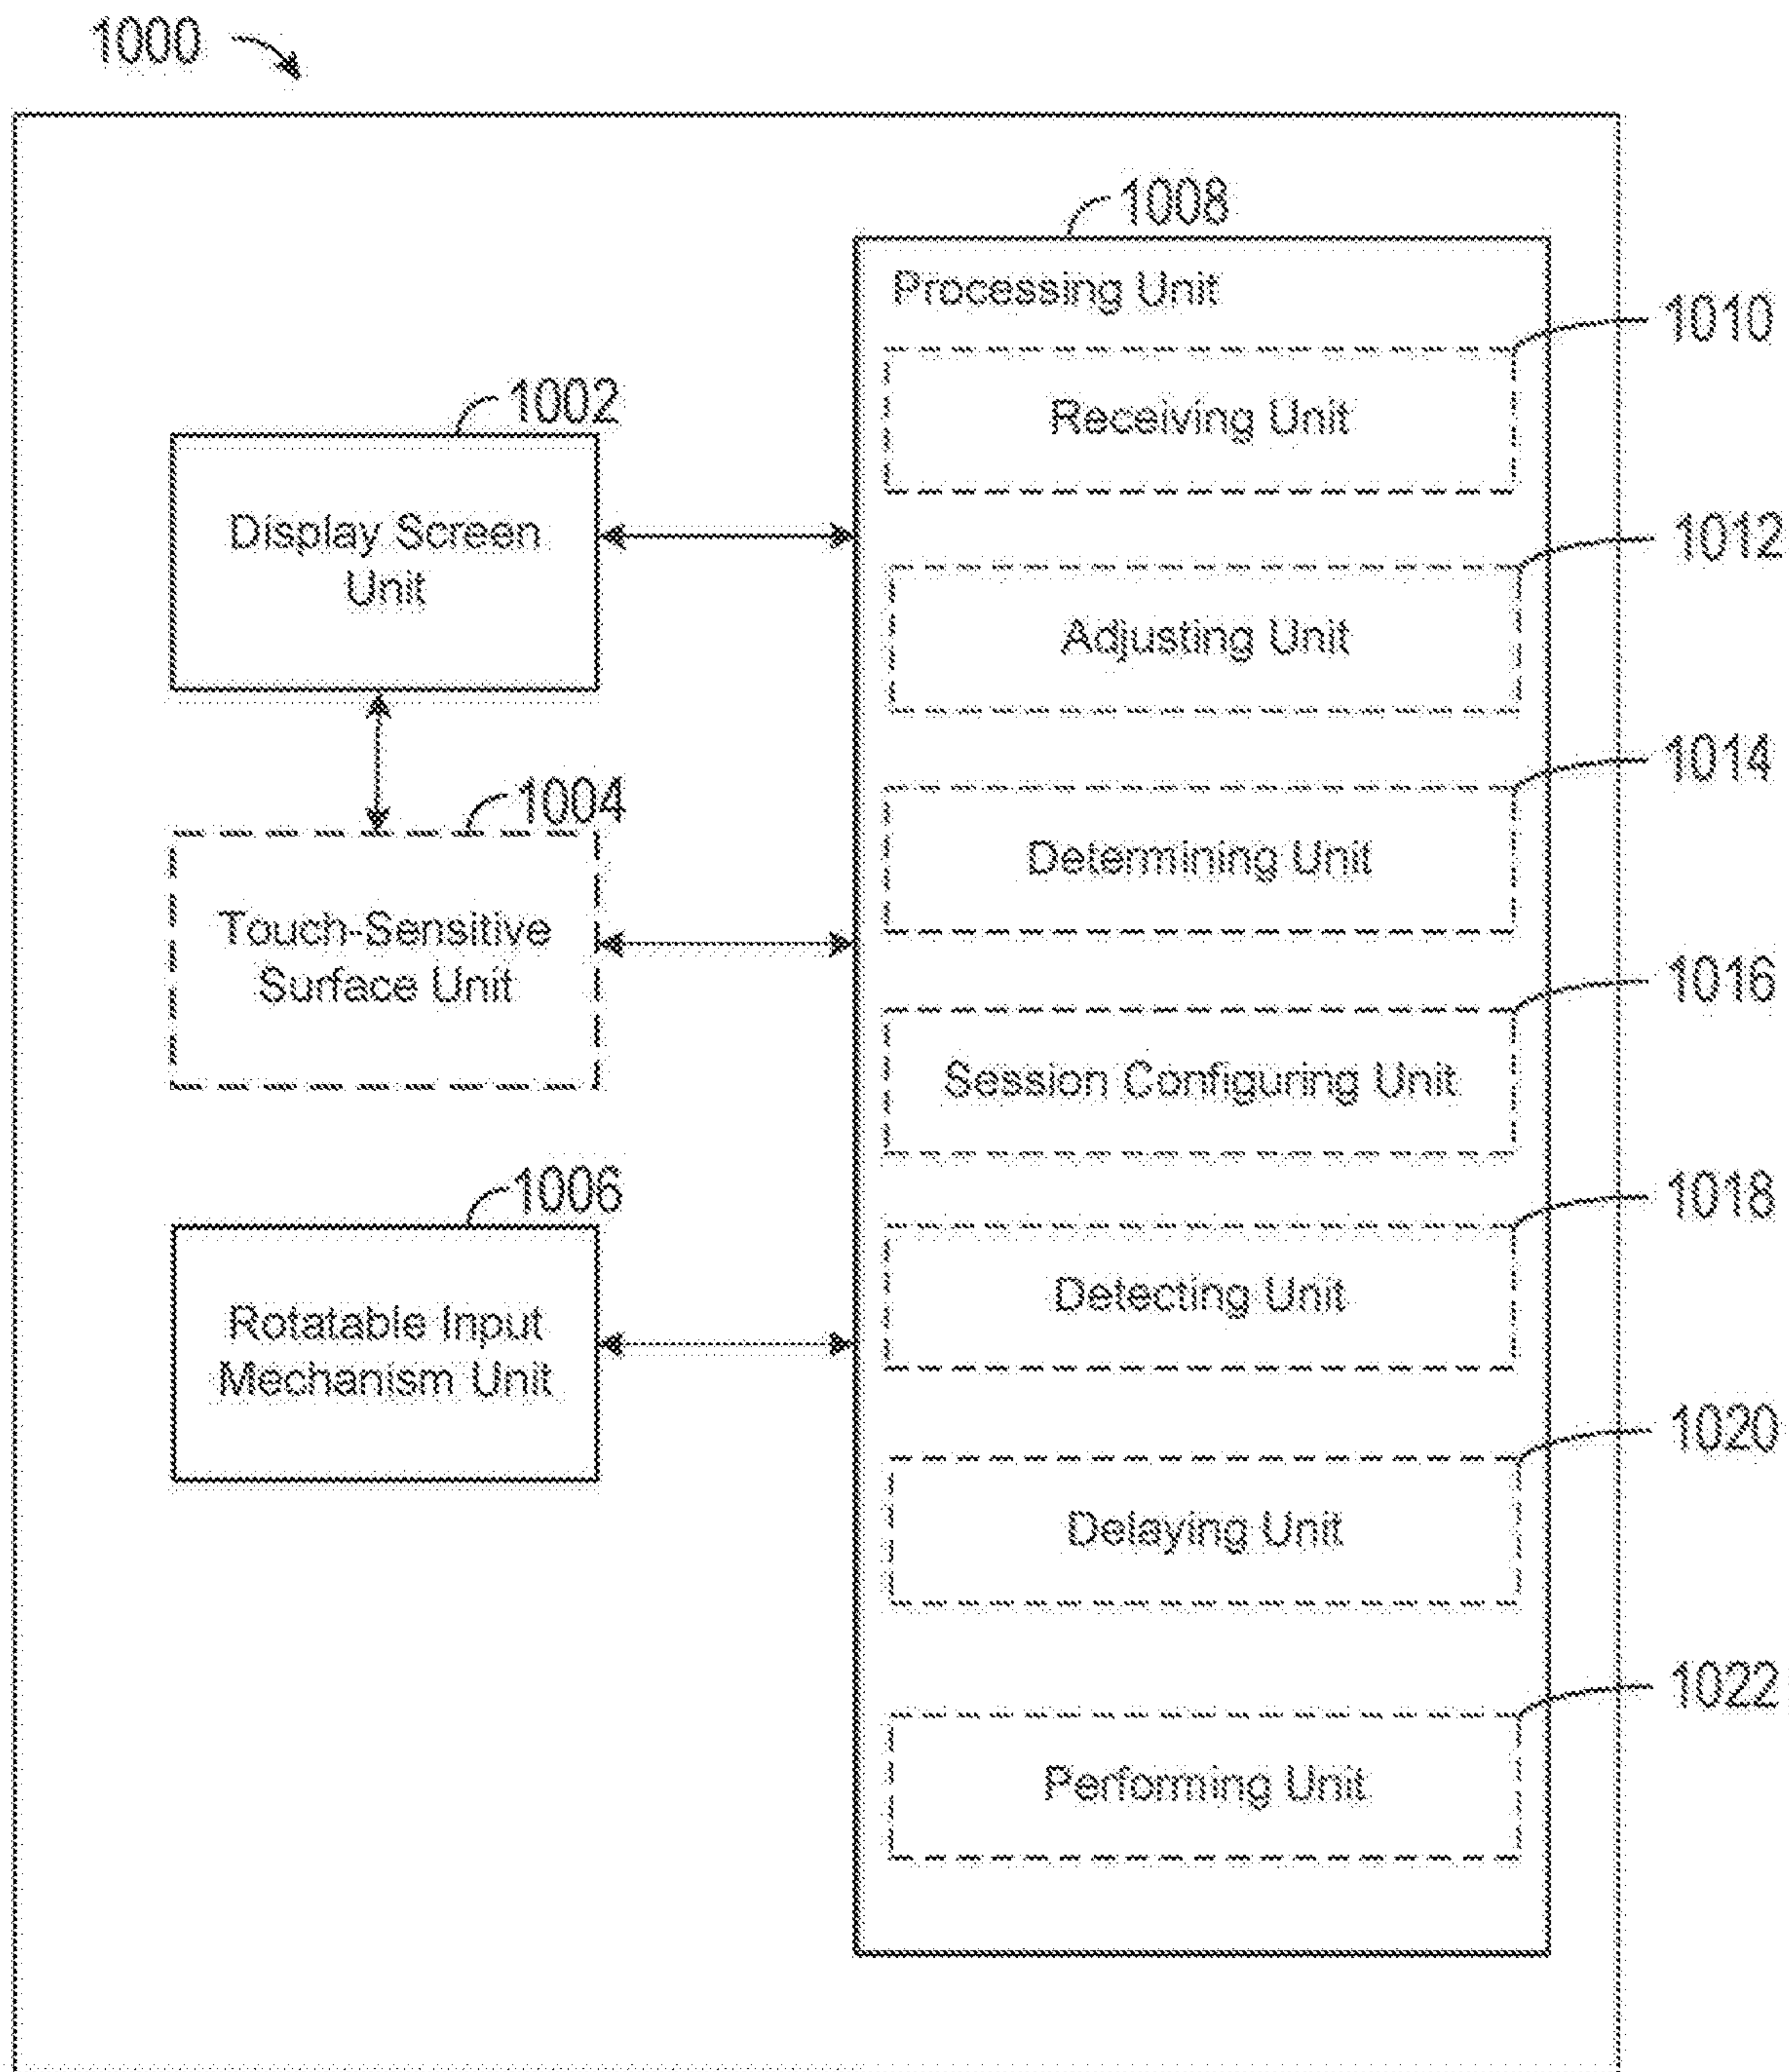 1000
1008
Processing Unit
1010
Receiving Unit
1002
Display Screen
Unit
1012
Adjusting Unit
1014
Determining Unit
1004
Touch-Sensitive
Surface Unit
1016
Session Configuring Unit
1006
Rotatable Input
Mechanism Unit
1018
Detecting Unit
1020
Delaying Unit
1022
Performing Unit